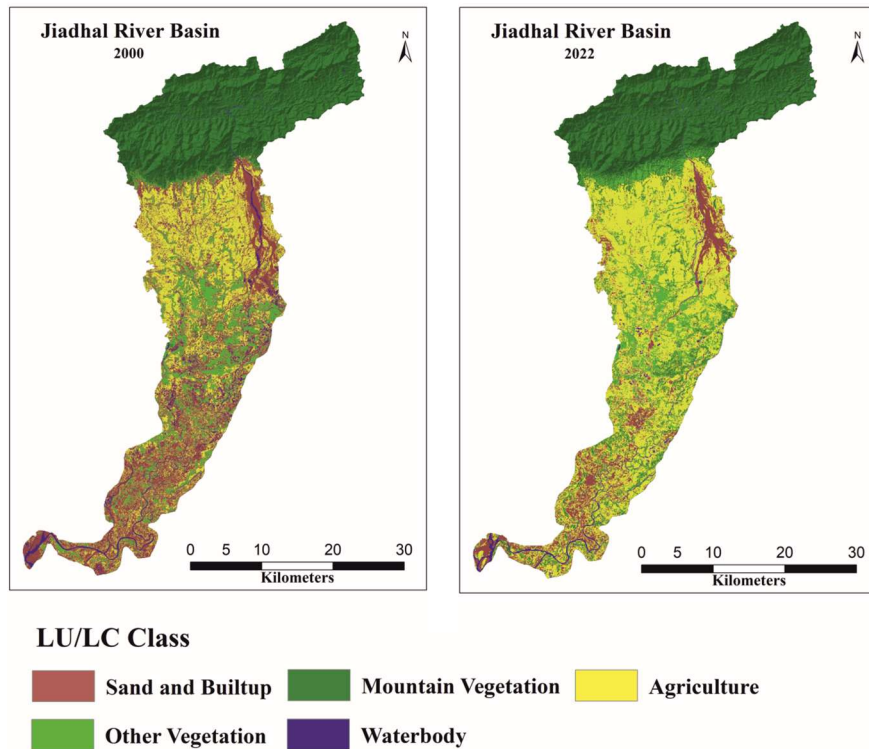 Jiadhal River Basin
2000
N
0 10 20 30
Kilometers
Jiadhal River Basin
2022
N
0 5 10 20 30
Kilometers
LU/LC Class
Sand and Builtup
Mountain Vegetation
Agriculture
Other Vegetation
Waterbody